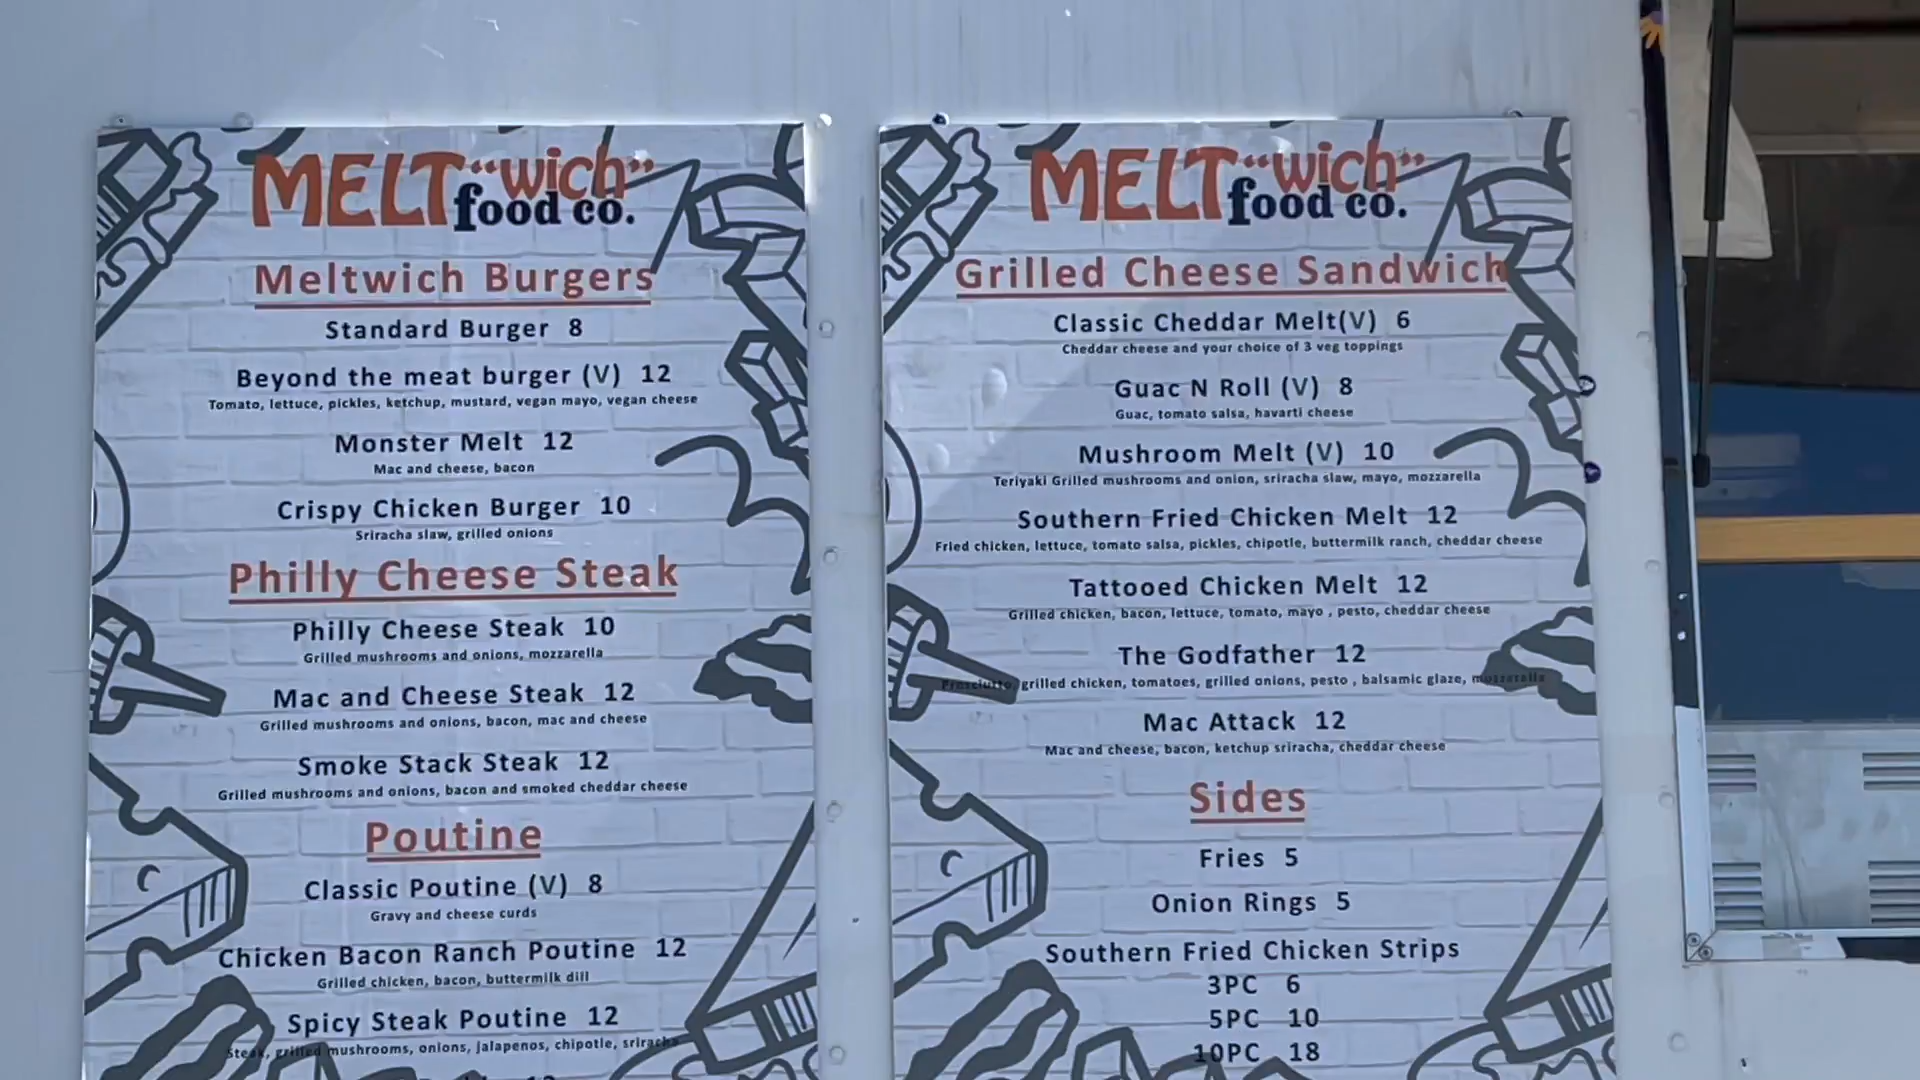 MELT "wich"
food co.
Meltwich Burgers
Standard Burger 8
Beyond the meat burger (V) 12
Tomato, lettuce, pickles, ketchup, mustard, vegan mayo, vegan cheese
Monster Melt 12
Mac and cheese, bacon
Crispy Chicken Burger 10
Sriracha slaw, grilled onions
Philly Cheese Steak
Philly Cheese Steak 10
Grilled mushrooms and onions, mozzarella
Mac and Cheese Steak 12
Grilled mushrooms and onions, bacon, mac and cheese
Smoke Stack Steak 12
Grilled mushrooms and onions, bacon and smoked cheddar cheese
Poutine
Classic Poutine (V) 8
Gravy and cheese curds
Chicken Bacon Ranch Poutine 12
Grilled chicken, bacon, buttermilk dill
Spicy Steak Poutine 12
Steak, grilled mushrooms, onions, jalapenos, chipotle, sriracha
MELT "wich"
food co.
Grilled Cheese Sandwich
Classic Cheddar Melt(V) 6
Cheddar cheese and your choice of 3 veg toppings
Guac N Roll (V) 8
Guac, tomato salsa, havarti cheese
Mushroom Melt (V) 10
Teriyaki Grilled mushrooms and onion, sriracha slaw, mayo, mozzarella
Southern Fried Chicken Melt 12
Fried chicken, lettuce, tomato salsa, pickles, chipotle, buttermilk ranch, cheddar cheese
Tattooed Chicken Melt 12
Grilled chicken, bacon, lettuce, tomato, mayo , pesto, cheddar cheese
The Godfather 12
Prosciutto, grilled chicken, tomatoes, grilled onions, pesto , balsamic glaze, mozzarella
Mac Attack 12
Mac and cheese, bacon, ketchup sriracha, cheddar cheese
Sides
Fries 5
Onion Rings 5
Southern Fried Chicken Strips
3PC 6
5PC 10
10PC 18